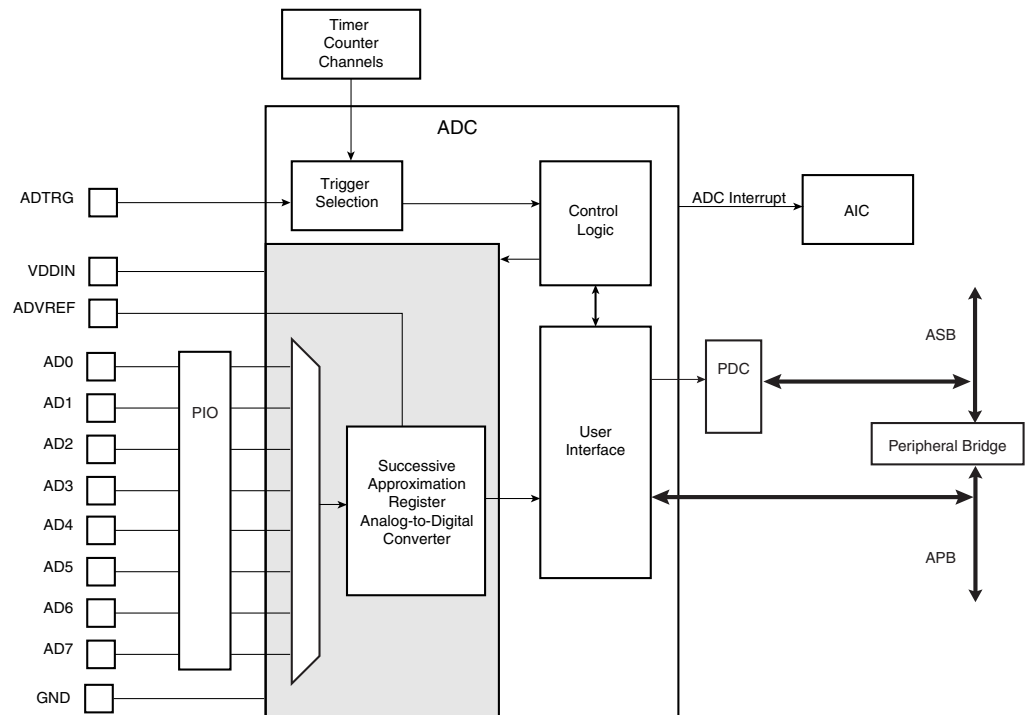 Timer
Counter
Channels
ADC
ADTRG
Trigger
Selection
Control
Logic
ADC Interrupt
AIC
VDDIN
ADVREF
AD0
AD1
AD2
AD3
AD4
AD5
AD6
AD7
GND
PIO
Successive
Approximation
Register
Analog-to-Digital
Converter
User
Interface
PDC
ASB
Peripheral Bridge
APB